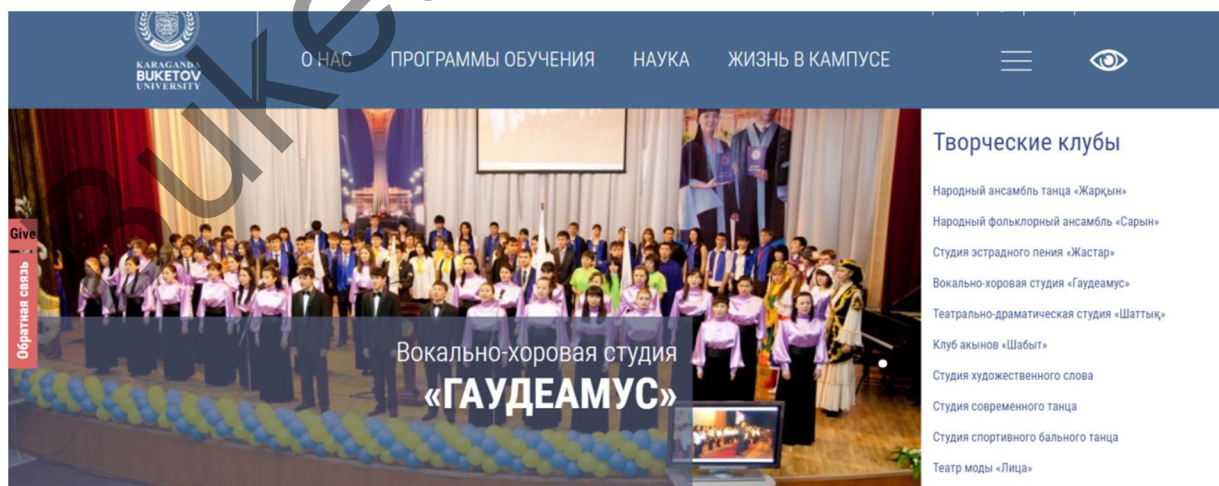 KARAGANDA
BUKETOV
UNIVERSITY
О НАС ПРОГРАММЫ ОБУЧЕНИЯ НАУКА ЖИЗНЬ В КАМПУСЕ
Give
Обратная связь
Вокально-хоровая студия
«ГАУДЕАМУС»
Творческие клубы
Народный ансамбль танца «Жарқын»
Народный фольклорный ансамбль «Сарын»
Студия эстрадного пения «Жастар»
Вокально-хоровая студия «Гаудеамус»
Театрально-драматическая студия «Шаттық»
Клуб акынов «Шабыт»
Студия художественного слова
Студия современного танца
Студия спортивного бального танца
Театр моды «Лица»